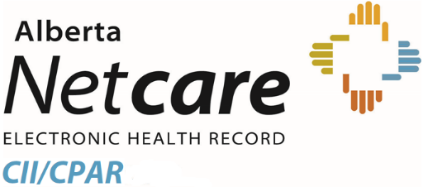 Alberta
Netcare
ELECTRONIC HEALTH RECORD
CII/CPAR